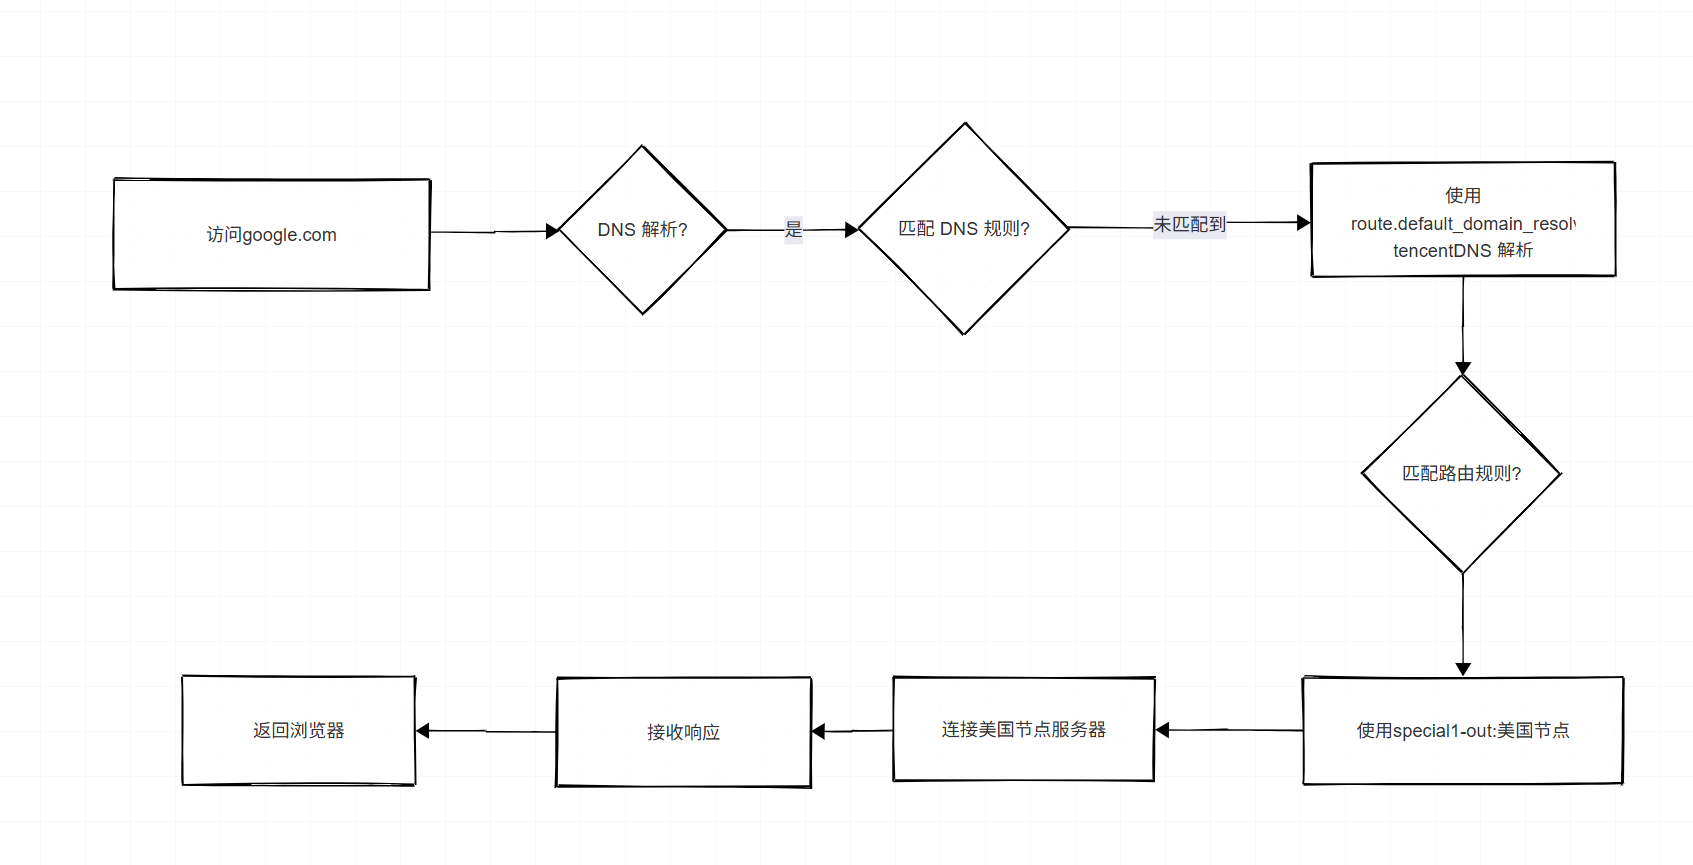 访问google.com
DNS 解析?
是
匹配 DNS 规则?
未匹配到
使用
route.default_domain_resol
tencentDNS 解析
匹配路由规则?
使用special1-out:美国节点
连接美国节点服务器
接收响应
返回浏览器